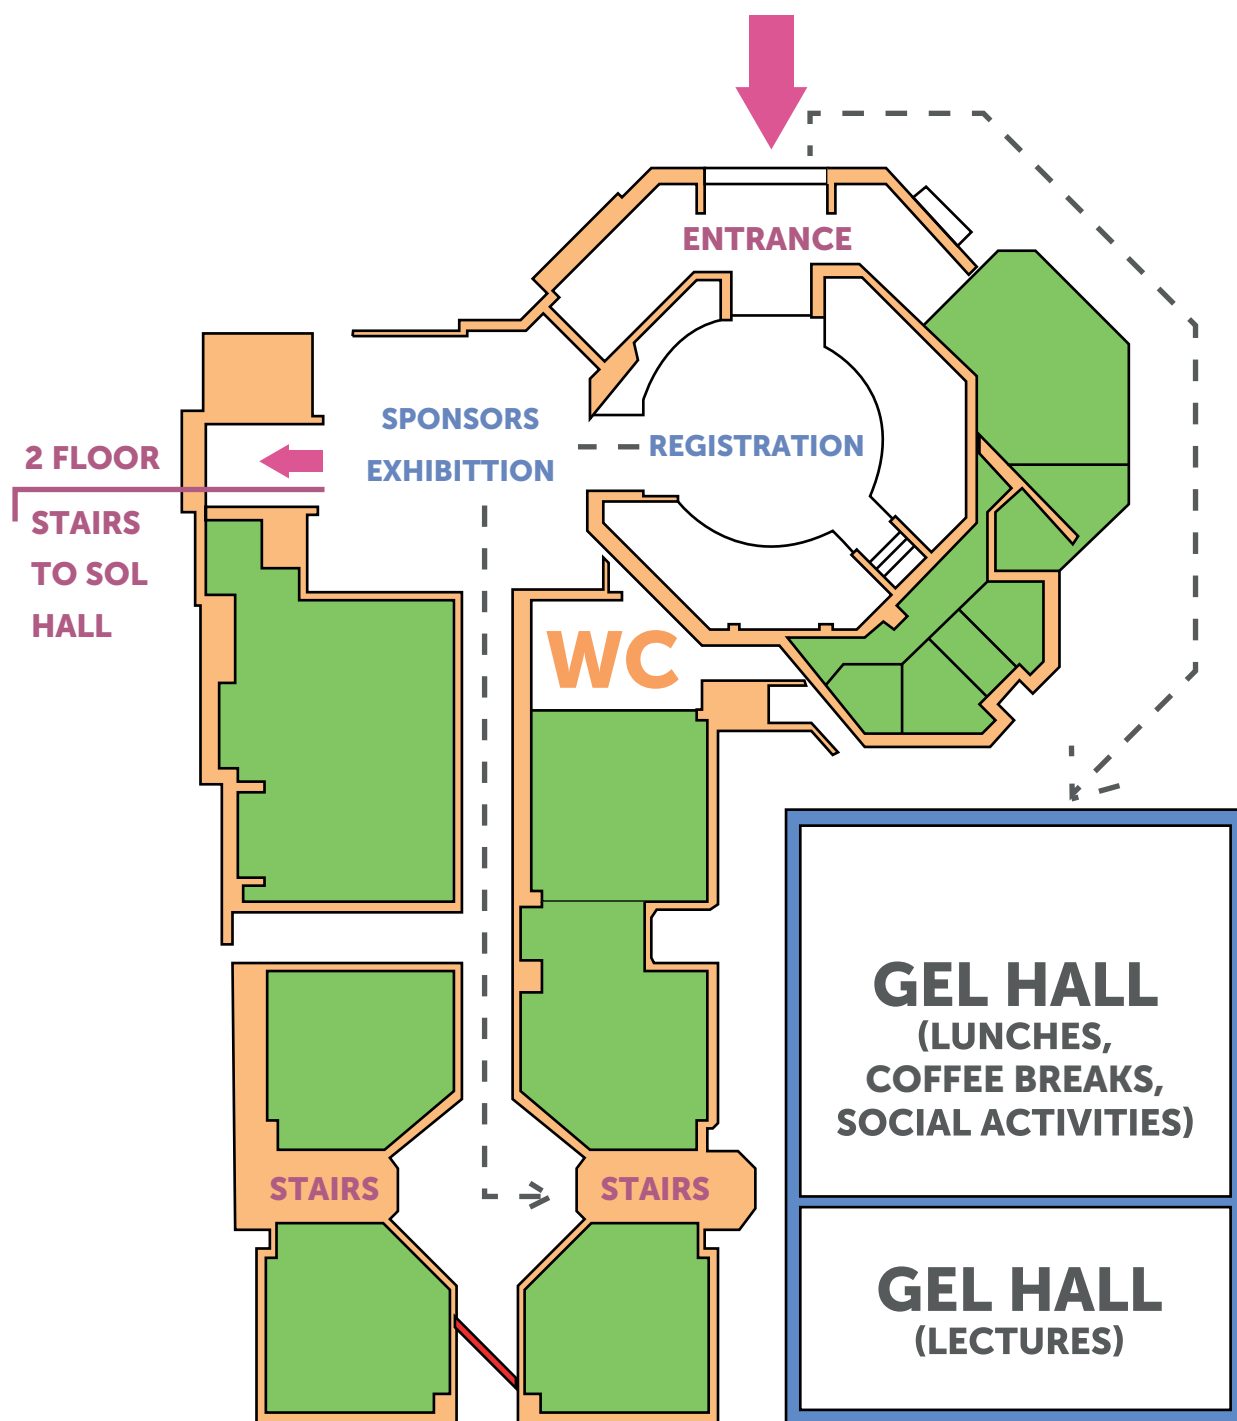 ENTRANCE
SPONSORS
EXHIBITTION
REGISTRATION
2 FLOOR
STAIRS
TO SOL
HALL
WC
GEL HALL
(LUNCHES,
COFFEE BREAKS,
SOCIAL ACTIVITIES)
STAIRS
STAIRS
GEL HALL
(LECTURES)